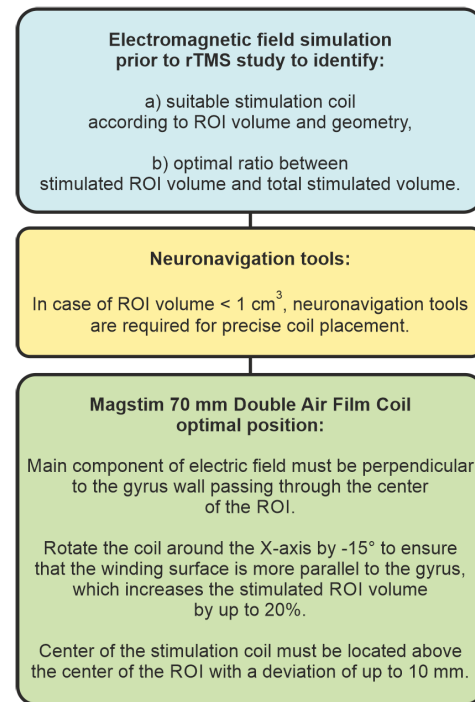 Electromagnetic field simulation
prior to rTMS study to identify:
a) suitable stimulation coil
according to ROI volume and geometry,
b) optimal ratio between
stimulated ROI volume and total stimulated volume.
Neuronavigation tools:
In case of ROI volume < 1 cm³, neuronavigation tools
are required for precise coil placement.
Magstim 70 mm Double Air Film Coil
optimal position:
Main component of electric field must be perpendicular
to the gyrus wall passing through the center
of the ROI.
Rotate the coil around the X-axis by -15° to ensure
that the winding surface is more parallel to the gyrus,
which increases the stimulated ROI volume
by up to 20%.
Center of the stimulation coil must be located above
the center of the ROI with a deviation of up to 10 mm.